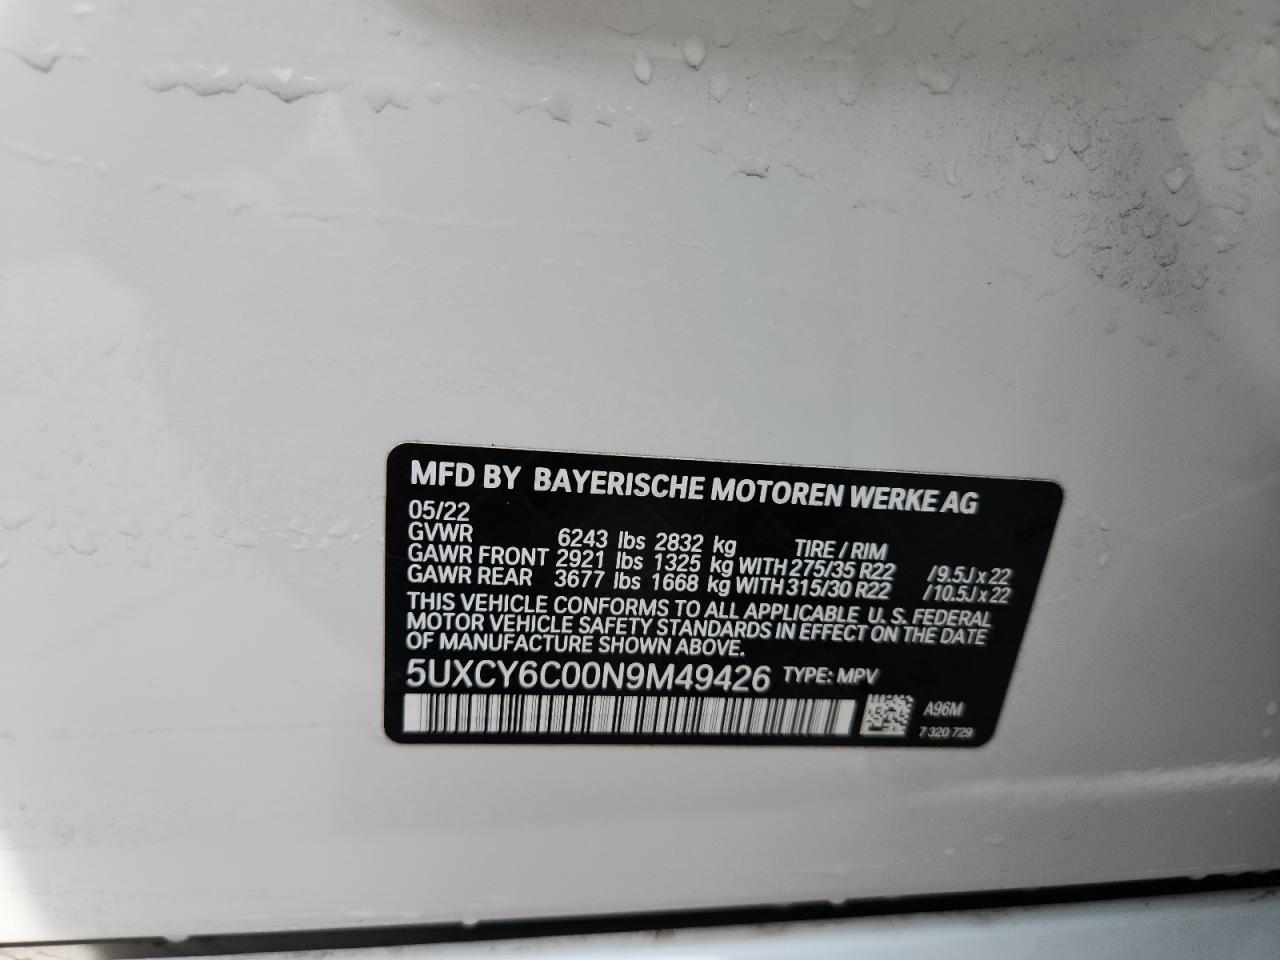 MFD BY BAYERISCHE MOTOREN WERKE AG
05/22
GVWR 6243 lbs 2832 kg TIRE / RIM
GAWR FRONT 2921 lbs 1325 kg WITH 275/35 R22 /9.5J x 22
GAWR REAR 3677 lbs 1668 kg WITH 315/30 R22 /10.5J x 22
THIS VEHICLE CONFORMS TO ALL APPLICABLE U. S. FEDERAL
MOTOR VEHICLE SAFETY STANDARDS IN EFFECT ON THE DATE
OF MANUFACTURE SHOWN ABOVE.
5UXCY6C00N9M49426 TYPE: MPV
A96M
7 320 729